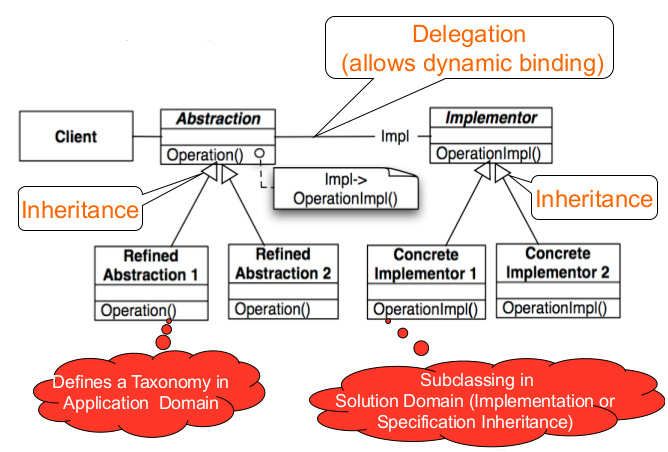 Delegation
(allows dynamic binding)
Client
Abstraction
Operation()
Impl
Implementor
OperationImpl()
Impl->
OperationImpl()
Inheritance
Inheritance
Refined
Abstraction 1
Operation()
Refined
Abstraction 2
Operation()
Concrete
Implementor 1
OperationImpl()
Concrete
Implementor 2
OperationImpl()
Defines a Taxonomy in
Application Domain
Subclassing in
Solution Domain (Implementation or
Specification Inheritance)